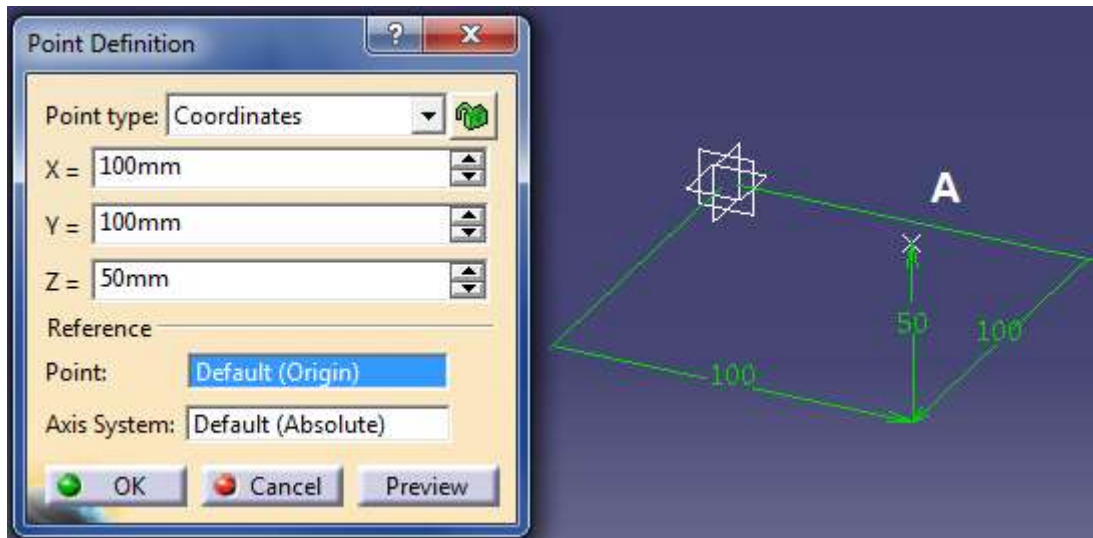 Point Definition
?
X
Point type: Coordinates
X = 100mm
Y = 100mm
Z = 50mm
Reference
Point: Default (Origin)
Axis System: Default (Absolute)
OK Cancel Preview
A
50 100
100